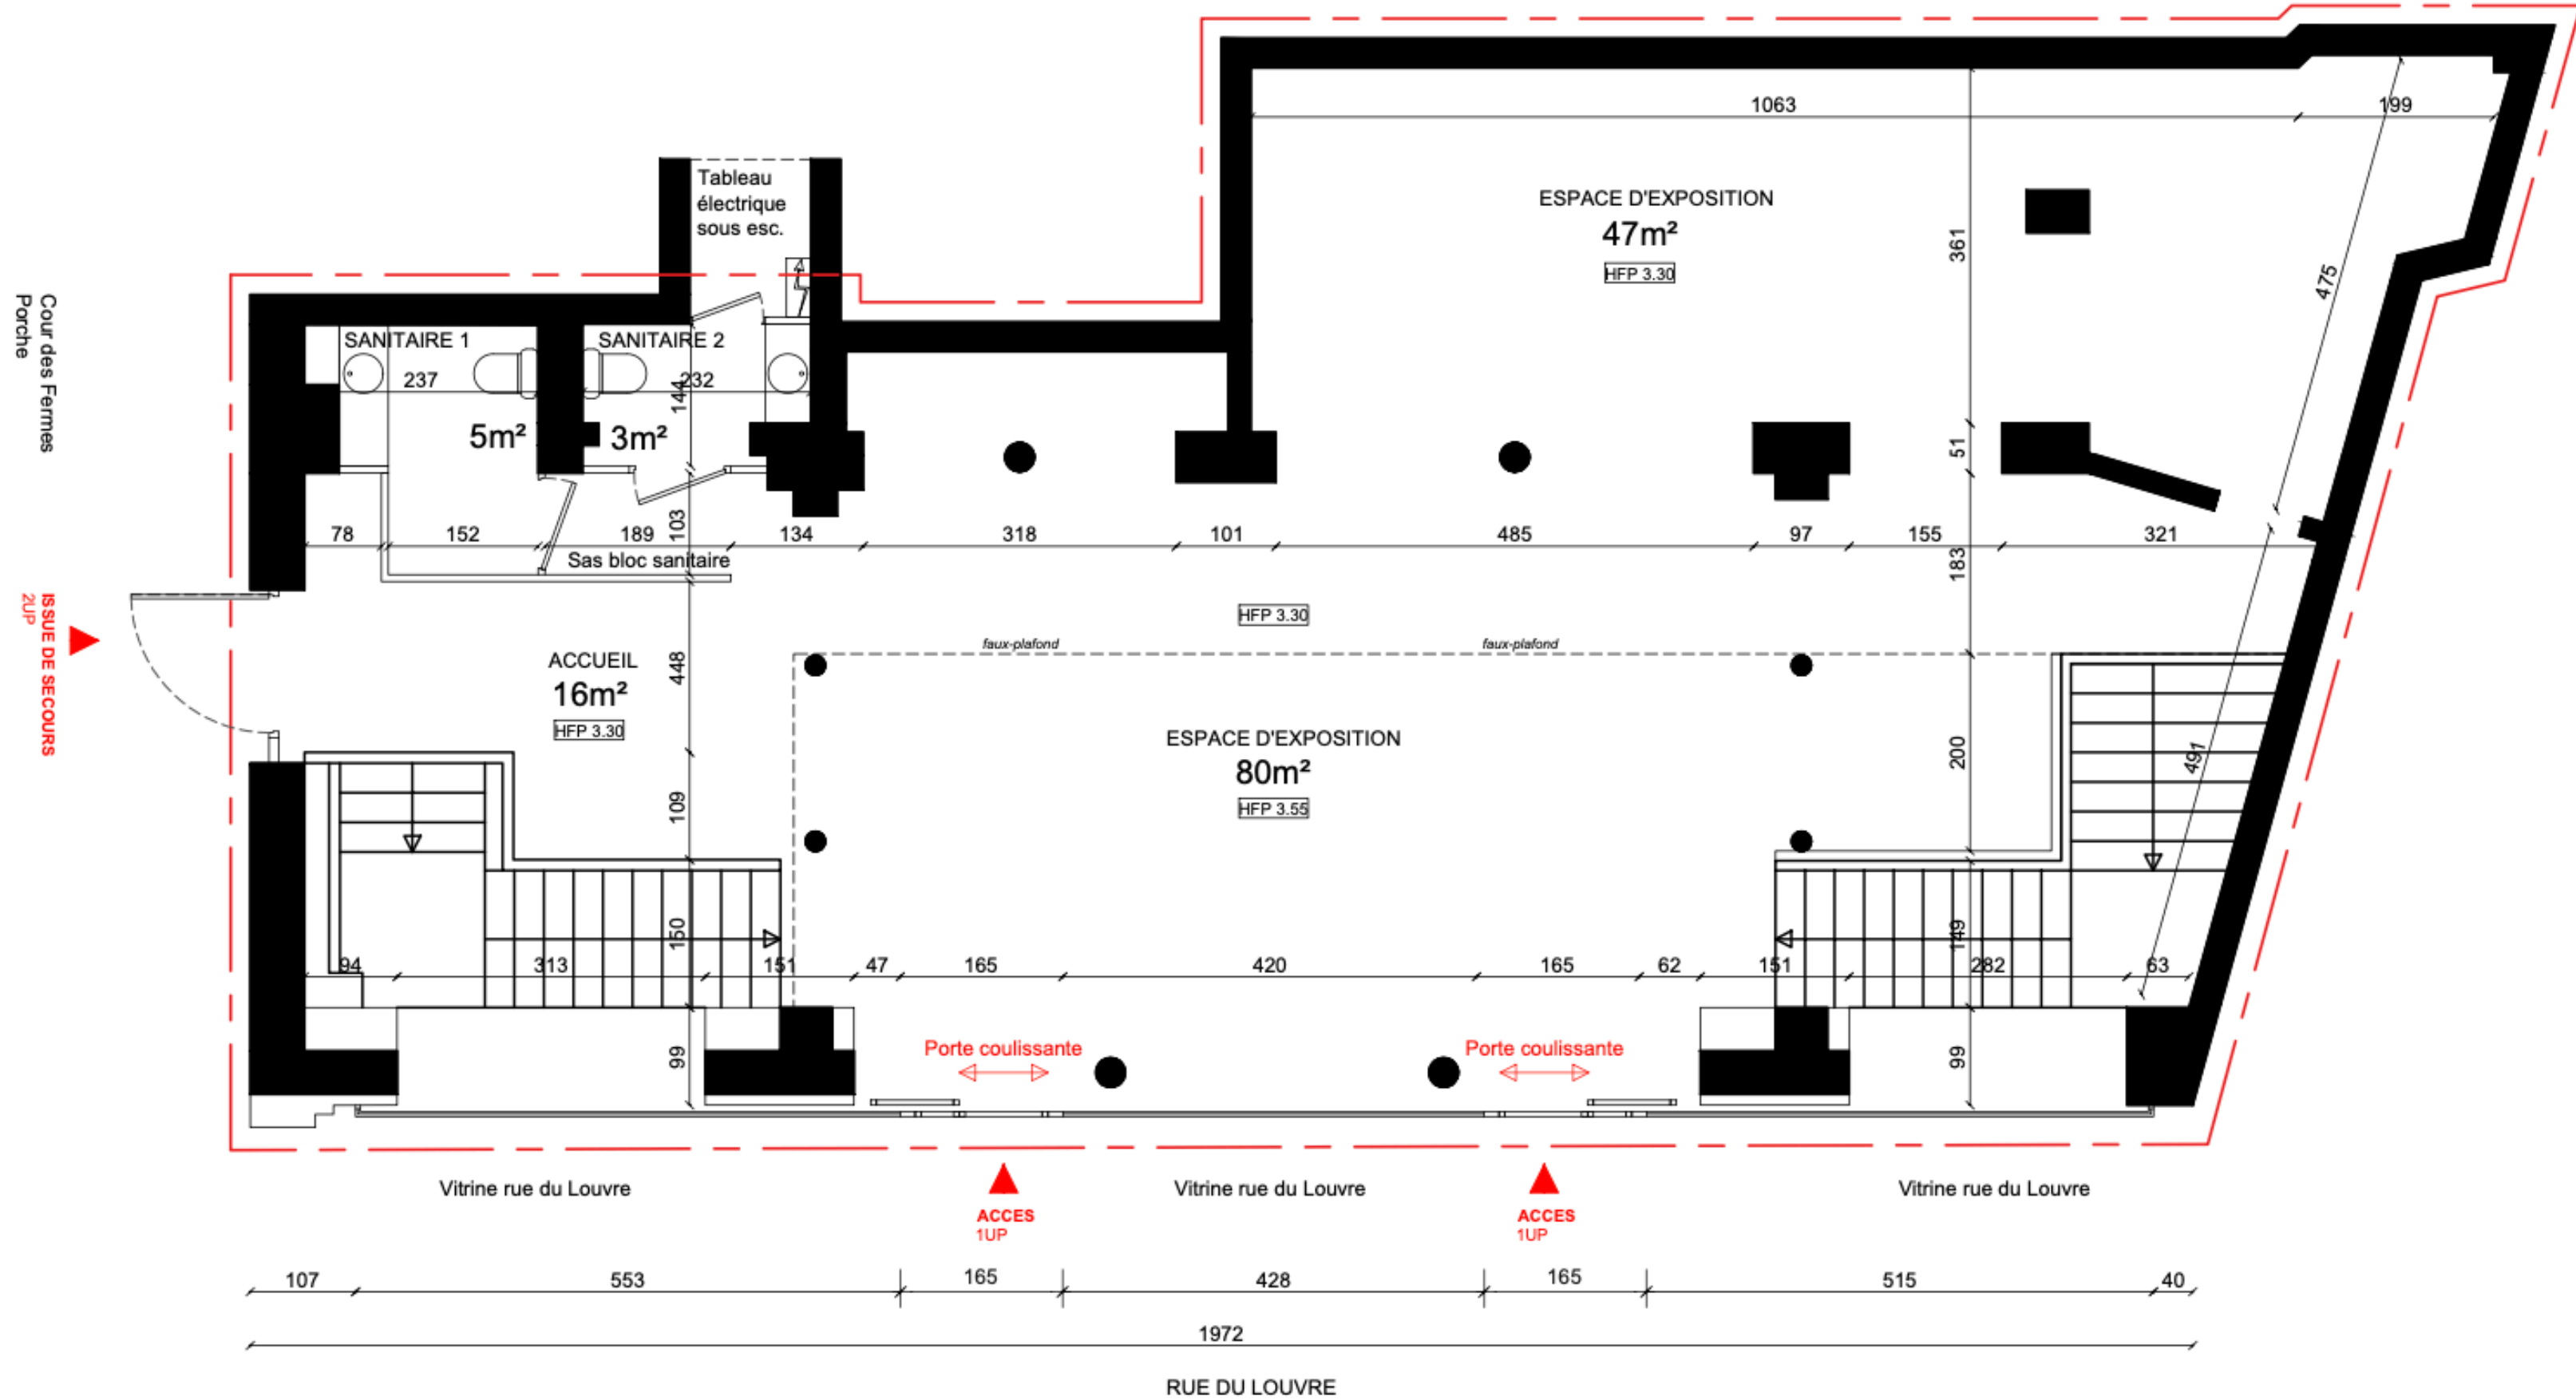 1063
199
Tableau
électrique
sous esc.
ESPACE D'EXPOSITION
47m²
HFP 3.30
361
475
Cour des Fermes
Porche
SANITAIRE 1
SANITAIRE 2
237
232
144
5m²
3m²
51
78
152
189
103
134
318
101
485
97
155
321
183
Sas bloc sanitaire
ISSUE DE SECOURS
2UP
HFP 3.30
faux-plafond
faux-plafond
ACCUEIL
16m²
HFP 3.30
448
ESPACE D'EXPOSITION
80m²
HFP 3.55
200
491
109
150
149
94
313
151
47
165
420
165
62
151
282
63
Porte coulissante
Porte coulissante
99
99
Vitrine rue du Louvre
Vitrine rue du Louvre
Vitrine rue du Louvre
ACCES
1UP
ACCES
1UP
107
553
165
428
165
515
40
1972
RUE DU LOUVRE